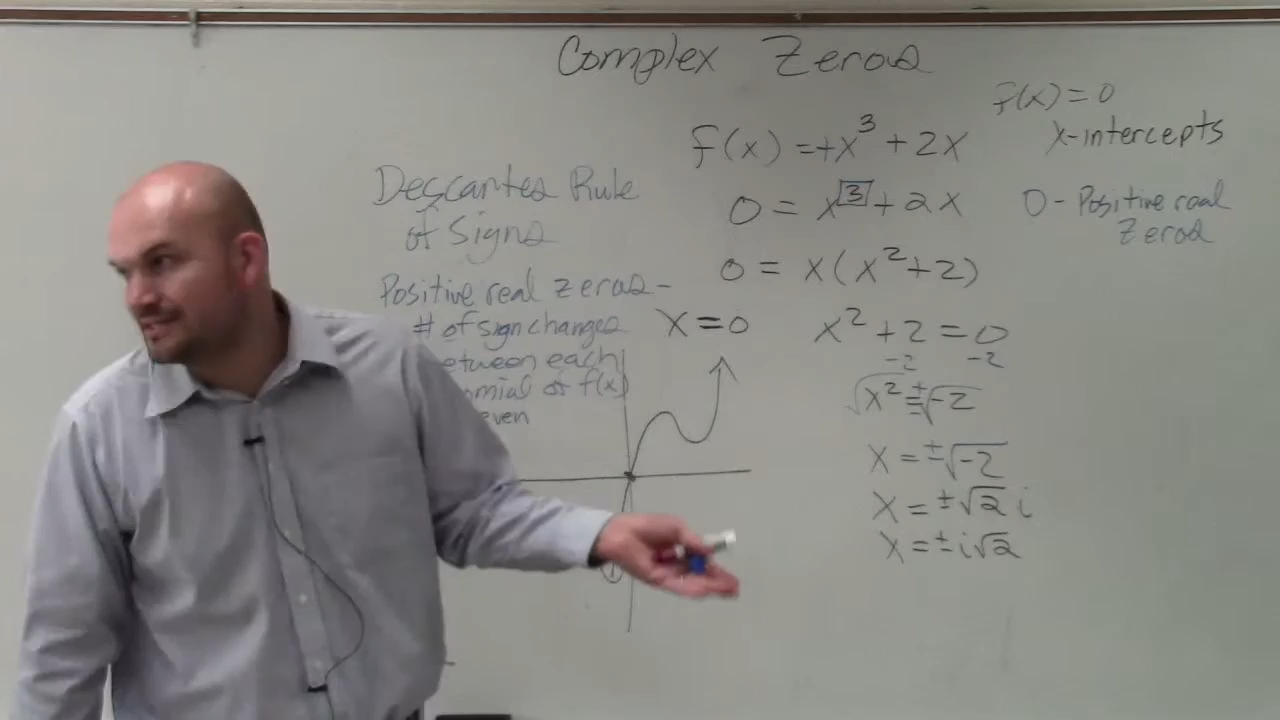 Complex Zeros
f(x) = 0
x-intercepts
f(x) = +x³ + 2x
0 = x³ + 2x
0 - Positive real
Zeros
Descartes Rule
of Signs
Positive real zeros -
# of sign changes
between each
nomial of f(x)
even
0 = x(x² + 2)
x = 0
x² + 2 = 0
-2 -2
√x² = ±√-2
x = ±√-2
x = ±√2 i
x = ±i√2